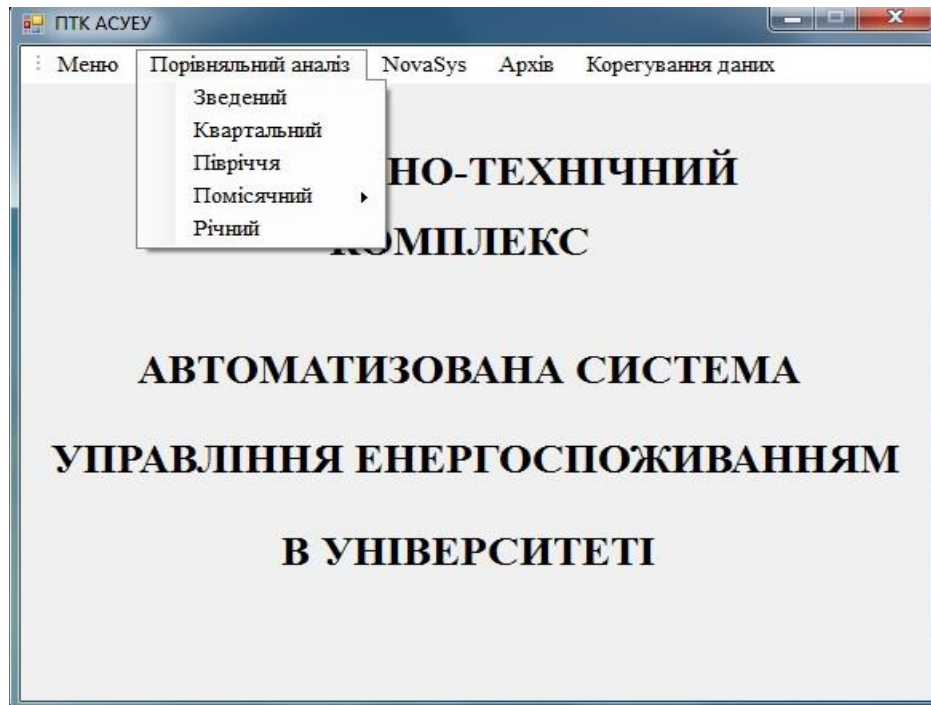 ПТК АСУЕУ
Меню Порівняльний аналіз NovaSys Архів Корегування даних
Зведений
Квартальний
Півріччя
Помісячний
Річний
НО-ТЕХНІЧНИЙ
КОМПЛЕКС
АВТОМАТИЗОВАНА СИСТЕМА
УПРАВЛІННЯ ЕНЕРГОСПОЖИВАННЯМ
В УНІВЕРСИТЕТІ